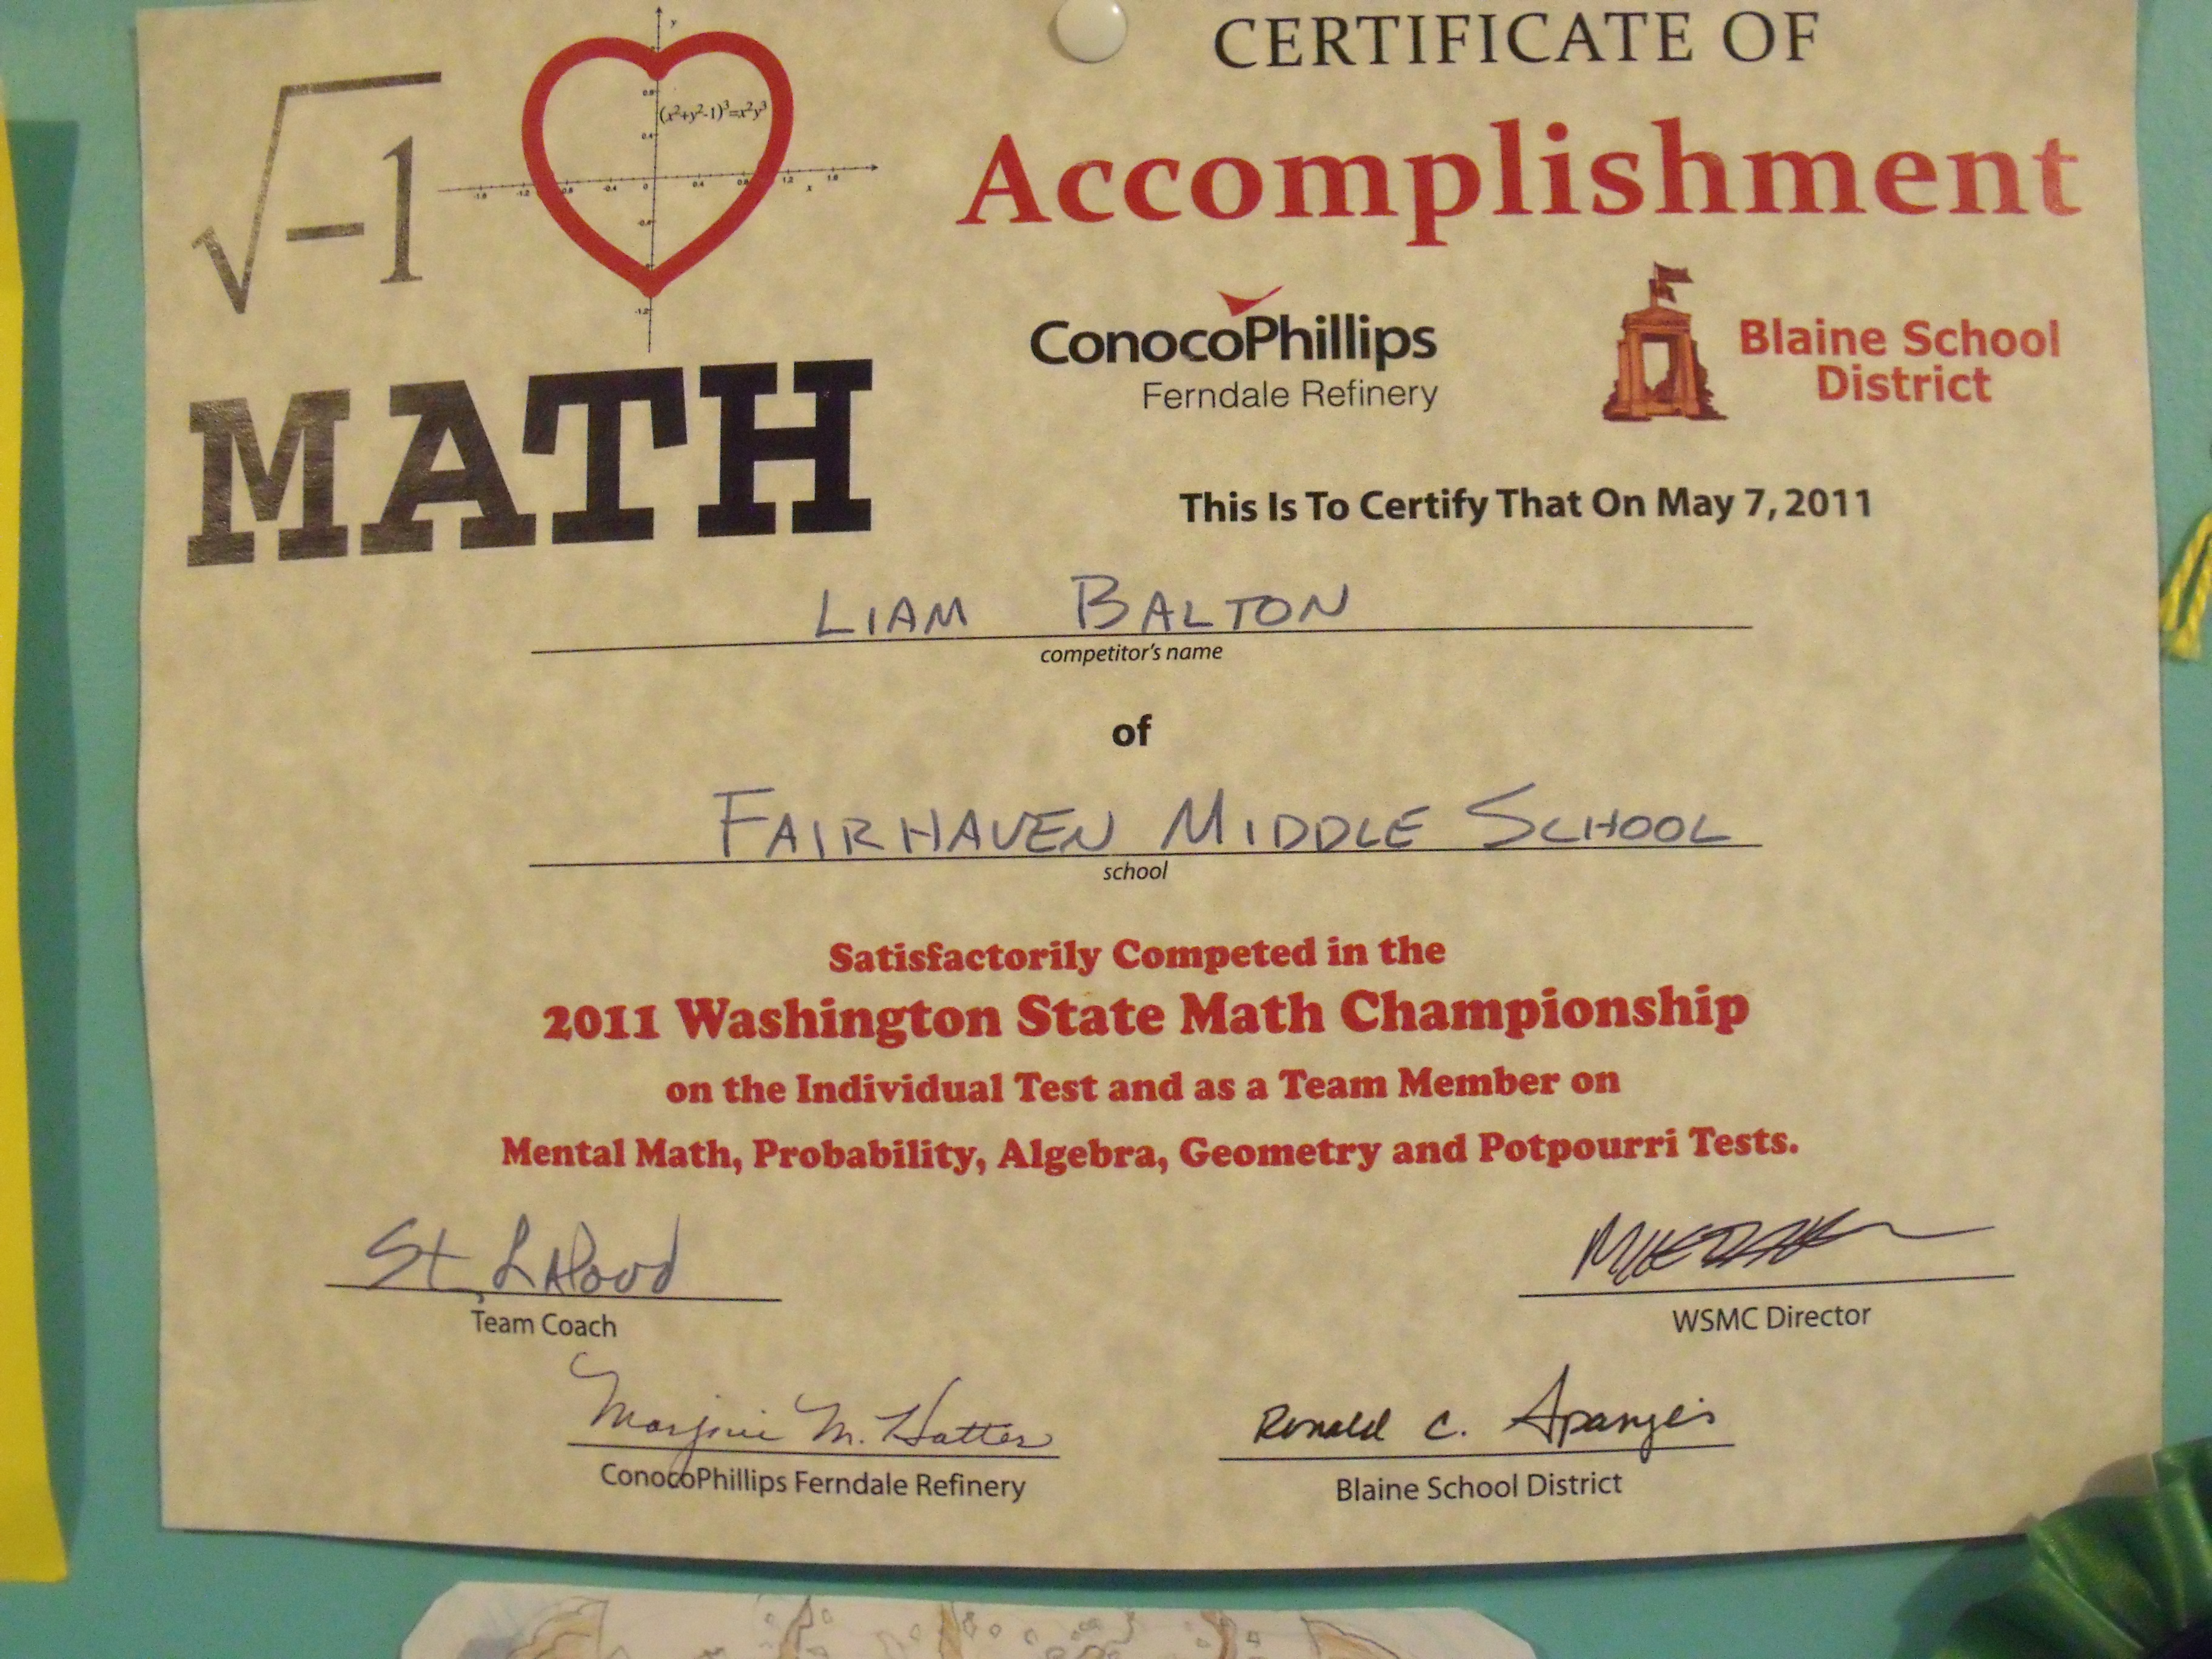 √-1
(x²+y²-1)³=x²y³
MATH
CERTIFICATE OF
Accomplishment
ConocoPhillips
Ferndale Refinery
Blaine School
District
This Is To Certify That On May 7, 2011
LIAM BALTON
competitor's name
of
FAIRHAVEN MIDDLE SCHOOL
school
Satisfactorily Competed in the
2011 Washington State Math Championship
on the Individual Test and as a Team Member on
Mental Math, Probability, Algebra, Geometry and Potpourri Tests.
Team Coach
WSMC Director
Marjorie M. Hatter
ConocoPhillips Ferndale Refinery
Ronald C. Spanjer
Blaine School District